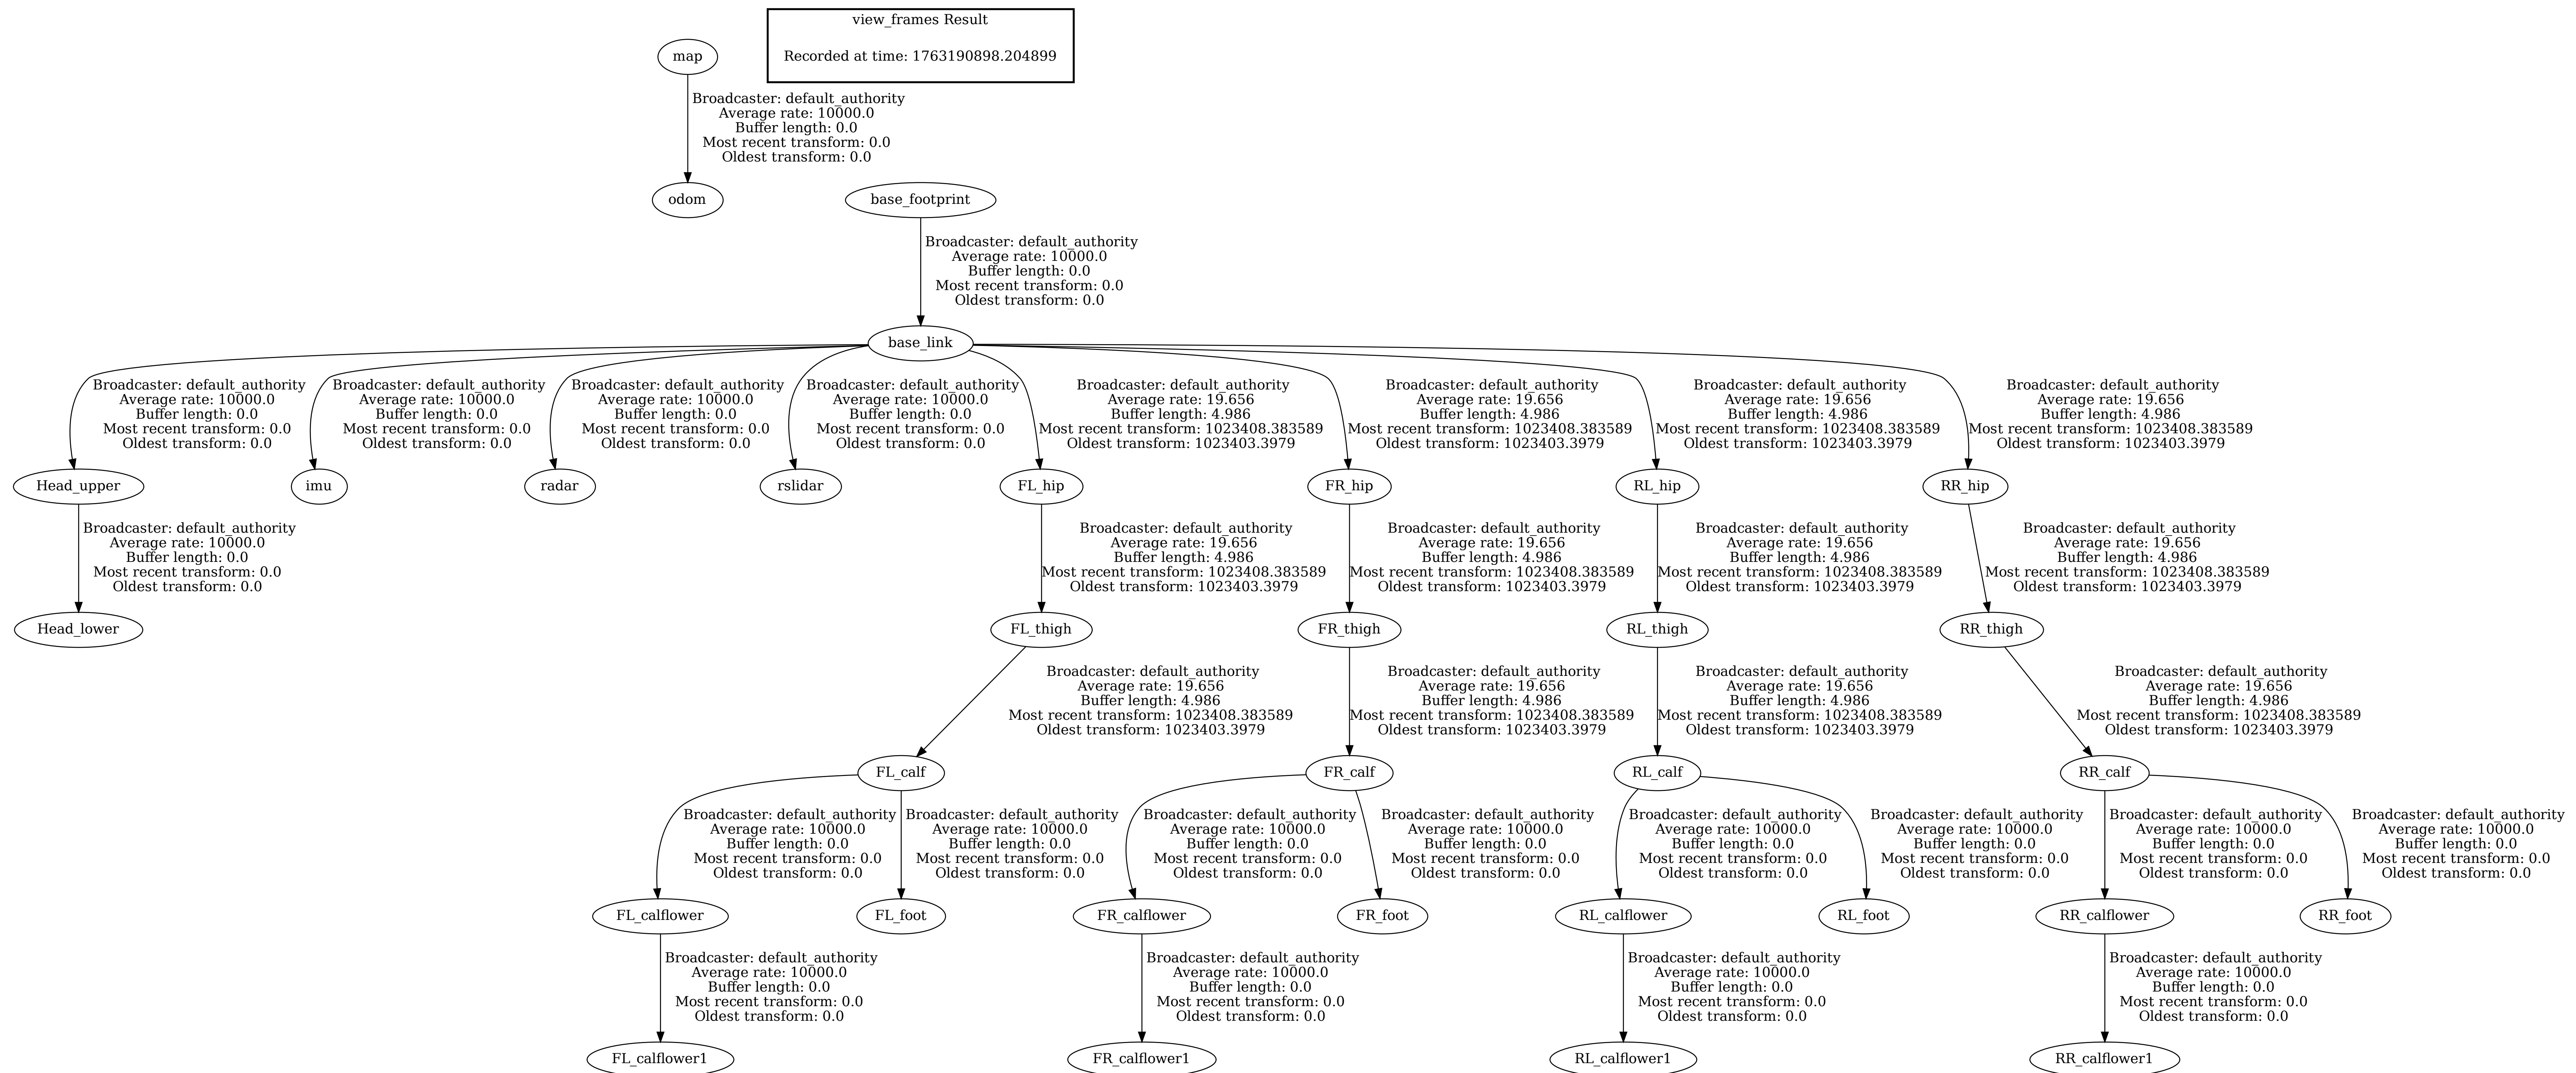 view_frames Result
Recorded at time: 1763190898.204899
map
Broadcaster: default_authority
Average rate: 10000.0
Buffer length: 0.0
Most recent transform: 0.0
Oldest transform: 0.0
odom
base_footprint
Broadcaster: default_authority
Average rate: 10000.0
Buffer length: 0.0
Most recent transform: 0.0
Oldest transform: 0.0
base_link
Broadcaster: default_authority
Average rate: 10000.0
Buffer length: 0.0
Most recent transform: 0.0
Oldest transform: 0.0
Broadcaster: default_authority
Average rate: 10000.0
Buffer length: 0.0
Most recent transform: 0.0
Oldest transform: 0.0
Broadcaster: default_authority
Average rate: 10000.0
Buffer length: 0.0
Most recent transform: 0.0
Oldest transform: 0.0
Broadcaster: default_authority
Average rate: 10000.0
Buffer length: 0.0
Most recent transform: 0.0
Oldest transform: 0.0
Broadcaster: default_authority
Average rate: 19.656
Buffer length: 4.986
Most recent transform: 1023408.383589
Oldest transform: 1023403.3979
Broadcaster: default_authority
Average rate: 19.656
Buffer length: 4.986
Most recent transform: 1023408.383589
Oldest transform: 1023403.3979
Broadcaster: default_authority
Average rate: 19.656
Buffer length: 4.986
Most recent transform: 1023408.383589
Oldest transform: 1023403.3979
Broadcaster: default_authority
Average rate: 19.656
Buffer length: 4.986
Most recent transform: 1023408.383589
Oldest transform: 1023403.3979
Head_upper
imu
radar
rslidar
FL_hip
FR_hip
RL_hip
RR_hip
Broadcaster: default_authority
Average rate: 10000.0
Buffer length: 0.0
Most recent transform: 0.0
Oldest transform: 0.0
Broadcaster: default_authority
Average rate: 19.656
Buffer length: 4.986
Most recent transform: 1023408.383589
Oldest transform: 1023403.3979
Broadcaster: default_authority
Average rate: 19.656
Buffer length: 4.986
Most recent transform: 1023408.383589
Oldest transform: 1023403.3979
Broadcaster: default_authority
Average rate: 19.656
Buffer length: 4.986
Most recent transform: 1023408.383589
Oldest transform: 1023403.3979
Broadcaster: default_authority
Average rate: 19.656
Buffer length: 4.986
Most recent transform: 1023408.383589
Oldest transform: 1023403.3979
Head_lower
FL_thigh
FR_thigh
RL_thigh
RR_thigh
Broadcaster: default_authority
Average rate: 19.656
Buffer length: 4.986
Most recent transform: 1023408.383589
Oldest transform: 1023403.3979
Broadcaster: default_authority
Average rate: 19.656
Buffer length: 4.986
Most recent transform: 1023408.383589
Oldest transform: 1023403.3979
Broadcaster: default_authority
Average rate: 19.656
Buffer length: 4.986
Most recent transform: 1023408.383589
Oldest transform: 1023403.3979
Broadcaster: default_authority
Average rate: 19.656
Buffer length: 4.986
Most recent transform: 1023408.383589
Oldest transform: 1023403.3979
FL_calf
FR_calf
RL_calf
RR_calf
Broadcaster: default_authority
Average rate: 10000.0
Buffer length: 0.0
Most recent transform: 0.0
Oldest transform: 0.0
Broadcaster: default_authority
Average rate: 10000.0
Buffer length: 0.0
Most recent transform: 0.0
Oldest transform: 0.0
Broadcaster: default_authority
Average rate: 10000.0
Buffer length: 0.0
Most recent transform: 0.0
Oldest transform: 0.0
Broadcaster: default_authority
Average rate: 10000.0
Buffer length: 0.0
Most recent transform: 0.0
Oldest transform: 0.0
Broadcaster: default_authority
Average rate: 10000.0
Buffer length: 0.0
Most recent transform: 0.0
Oldest transform: 0.0
Broadcaster: default_authority
Average rate: 10000.0
Buffer length: 0.0
Most recent transform: 0.0
Oldest transform: 0.0
Broadcaster: default_authority
Average rate: 10000.0
Buffer length: 0.0
Most recent transform: 0.0
Oldest transform: 0.0
Broadcaster: default_authority
Average rate: 10000.0
Buffer length: 0.0
Most recent transform: 0.0
Oldest transform: 0.0
FL_calflower
FL_foot
FR_calflower
FR_foot
RL_calflower
RL_foot
RR_calflower
RR_foot
Broadcaster: default_authority
Average rate: 10000.0
Buffer length: 0.0
Most recent transform: 0.0
Oldest transform: 0.0
Broadcaster: default_authority
Average rate: 10000.0
Buffer length: 0.0
Most recent transform: 0.0
Oldest transform: 0.0
Broadcaster: default_authority
Average rate: 10000.0
Buffer length: 0.0
Most recent transform: 0.0
Oldest transform: 0.0
Broadcaster: default_authority
Average rate: 10000.0
Buffer length: 0.0
Most recent transform: 0.0
Oldest transform: 0.0
FL_calflower1
FR_calflower1
RL_calflower1
RR_calflower1